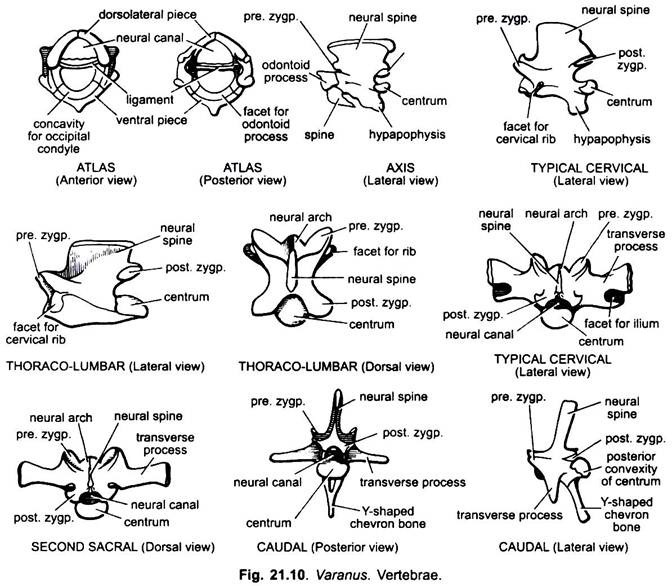 dorsolateral piece
neural canal
ligament
ventral piece
concavity
for occipital
condyle
facet for
odontoid
process
ATLAS
(Anterior view)
ATLAS
(Posterior view)
pre. zygp.
odontoid
process
spine
centrum
hypapophysis
AXIS
(Lateral view)
neural spine
pre. zygp.
post.
zygp.
centrum
facet for
cervical rib
hypapophysis
TYPICAL CERVICAL
(Lateral view)
pre. zygp.
neural
spine
post. zygp.
centrum
facet for
cervical rib
THORACO-LUMBAR (Lateral view)
neural arch
pre. zygp.
facet for rib
neural spine
post. zygp.
centrum
THORACO-LUMBAR (Dorsal view)
neural
spine
neural arch
pre. zygp.
transverse
process
post. zygp.
neural canal
facet for ilium
centrum
TYPICAL CERVICAL
(Lateral view)
neural arch
neural spine
pre. zygp.
transverse
process
post. zygp.
neural canal
centrum
SECOND SACRAL (Dorsal view)
pre. zygp.
neural spine
post. zygp.
neural canal
transverse process
centrum
Y-shaped
chevron bone
CAUDAL (Posterior view)
pre. zygp.
neural
spine
post. zygp.
posterior
convexity
of centrum
transverse process
Y-shaped
chevron
bone
CAUDAL (Lateral view)
Fig. 21.10. Varanus. Vertebrae.